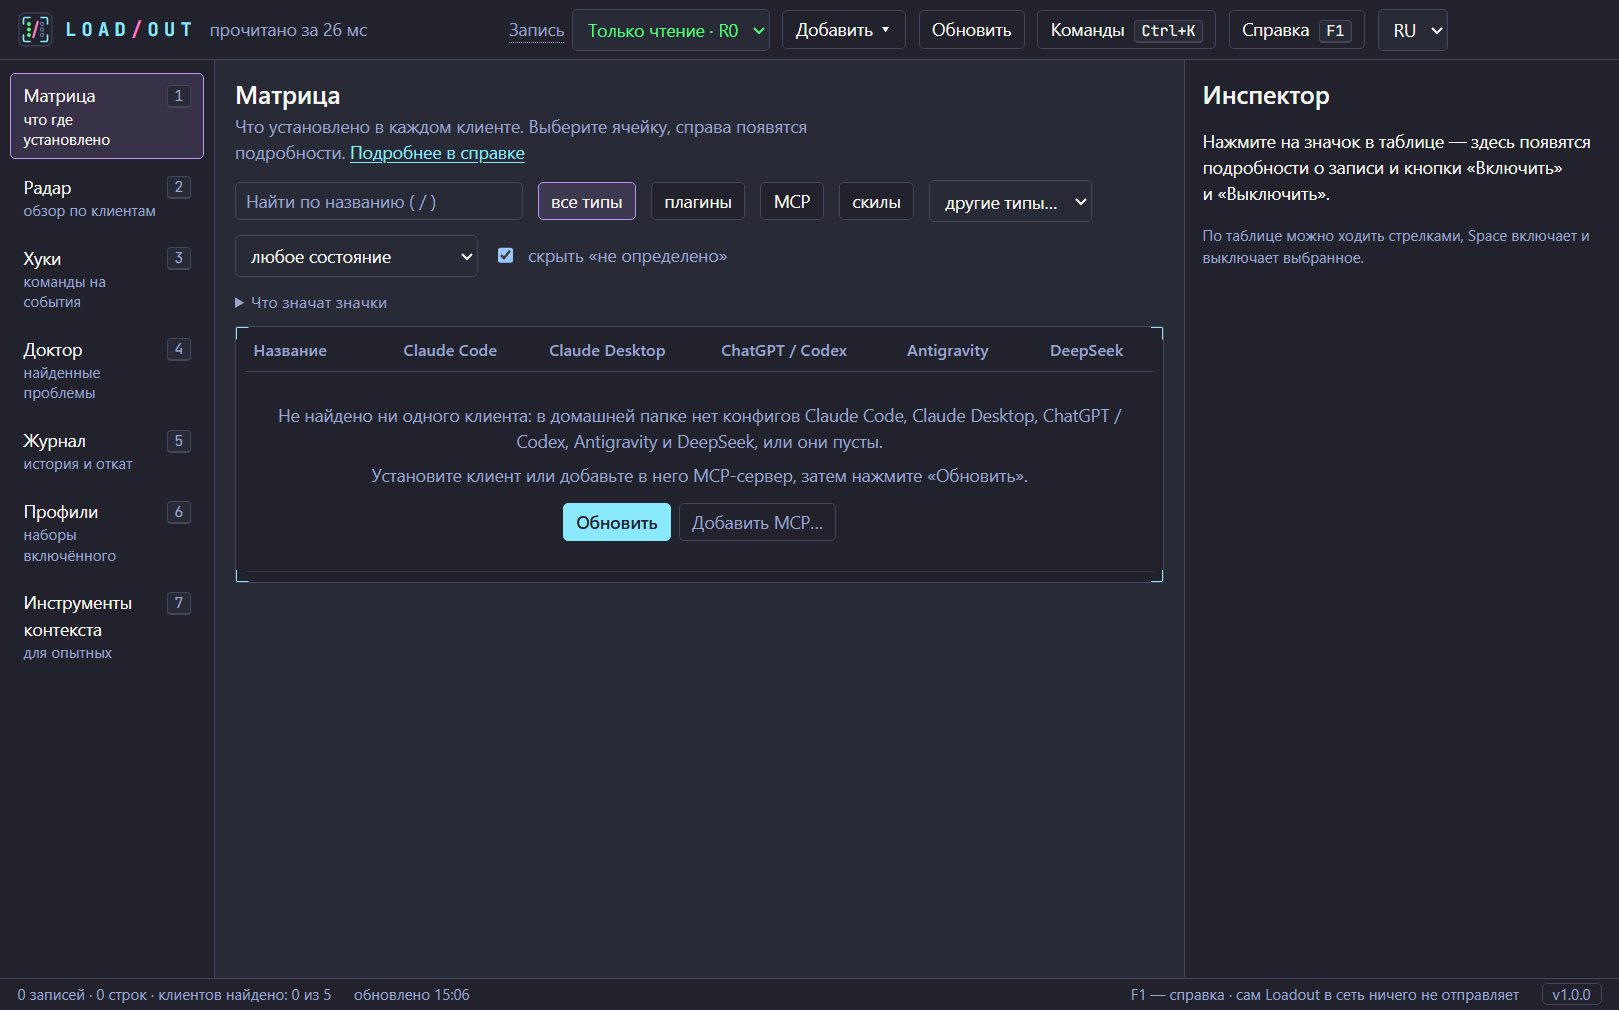 LOAD/OUT прочитано за 26 мс Запись Только чтение · R0 Добавить Обновить Команды Ctrl+K Справка F1 RU
Матрица 1
что где
установлено
Радар 2
обзор по клиентам
Хуки 3
команды на
события
Доктор 4
найденные
проблемы
Журнал 5
история и откат
Профили 6
наборы
включённого
Инструменты 7
контекста
для опытных
Матрица
Что установлено в каждом клиенте. Выберите ячейку, справа появятся
подробности. Подробнее в справке
Найти по названию ( / ) все типы плагины MCP скилы другие типы...
любое состояние скрыть «не определено»
Что значат значки
Название Claude Code Claude Desktop ChatGPT / Codex Antigravity DeepSeek
Не найдено ни одного клиента: в домашней папке нет конфигов Claude Code, Claude Desktop, ChatGPT /
Codex, Antigravity и DeepSeek, или они пусты.
Установите клиент или добавьте в него MCP-сервер, затем нажмите «Обновить».
Обновить Добавить MCP...
Инспектор
Нажмите на значок в таблице — здесь появятся
подробности о записи и кнопки «Включить»
и «Выключить».
По таблице можно ходить стрелками, Space включает и
выключает выбранное.
0 записей · 0 строк · клиентов найдено: 0 из 5 обновлено 15:06
F1 — справка · сам Loadout в сеть ничего не отправляет v1.0.0